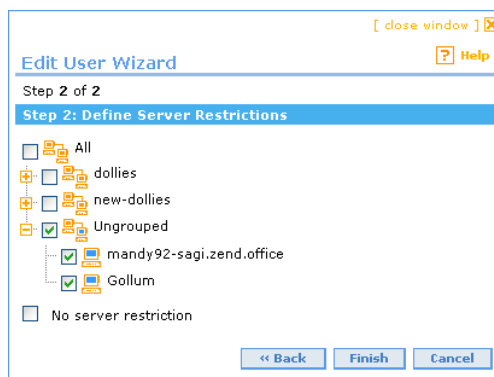 [ close window ]
Edit User Wizard
? Help
Step 2 of 2
Step 2: Define Server Restrictions
All
dollies
new-dollies
Ungrouped
mandy92-sagi.zend.office
Gollum
No server restriction
‹‹ Back Finish Cancel